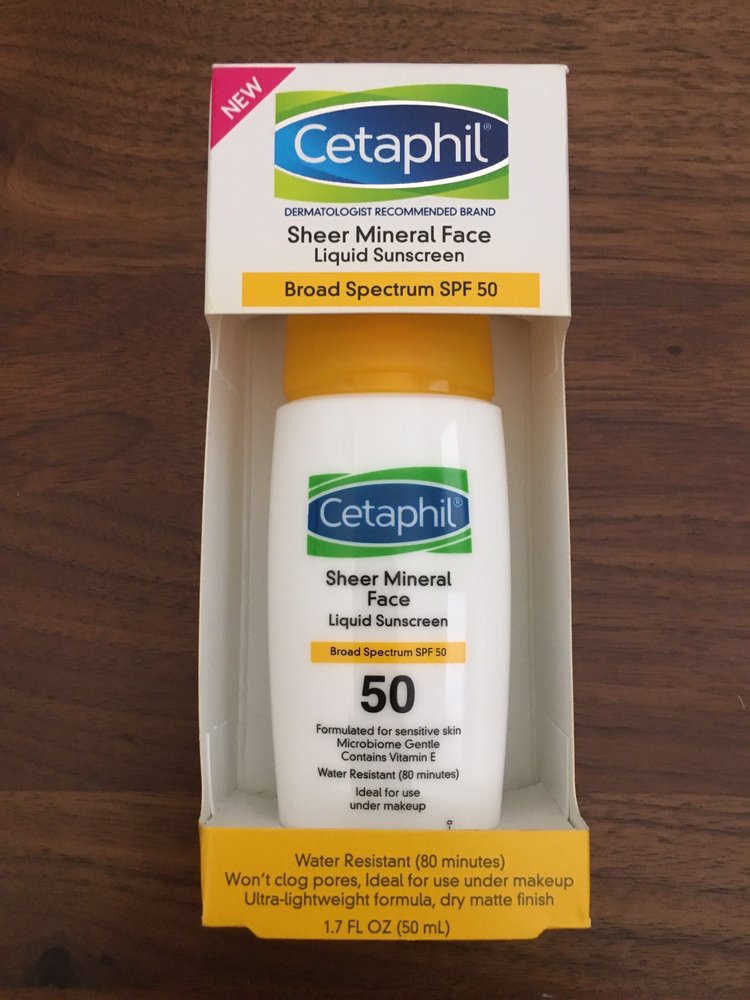 NEW
Cetaphil®
DERMATOLOGIST RECOMMENDED BRAND
Sheer Mineral Face
Liquid Sunscreen
Broad Spectrum SPF 50
Cetaphil®
Sheer Mineral
Face
Liquid Sunscreen
Broad Spectrum SPF 50
50
Formulated for sensitive skin
Microbiome Gentle
Contains Vitamin E
Water Resistant (80 minutes)
Ideal for use
under makeup
Water Resistant (80 minutes)
Won't clog pores, Ideal for use under makeup
Ultra-lightweight formula, dry matte finish
1.7 FL OZ (50 mL)